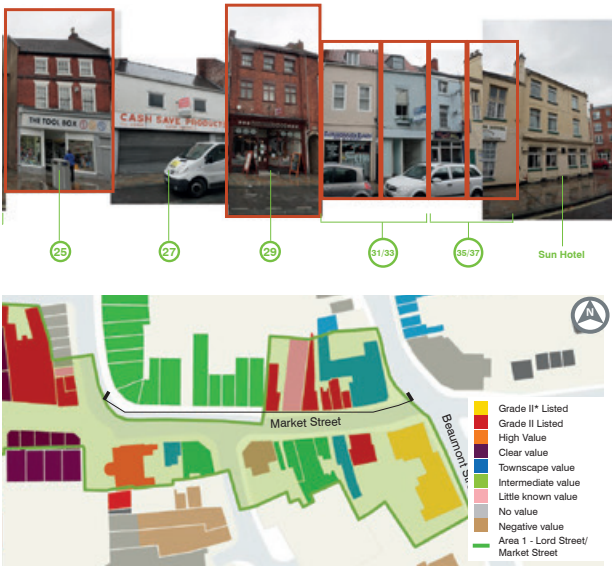 THE TOOL BOX
CASH SAVE PRODUCTS
25
27
29
31/33
35/37
Sun Hotel
N
Market Street
Beaumont St
Grade II* Listed
Grade II Listed
High Value
Clear value
Townscape value
Intermediate value
Little known value
No value
Negative value
Area 1 - Lord Street/
Market Street